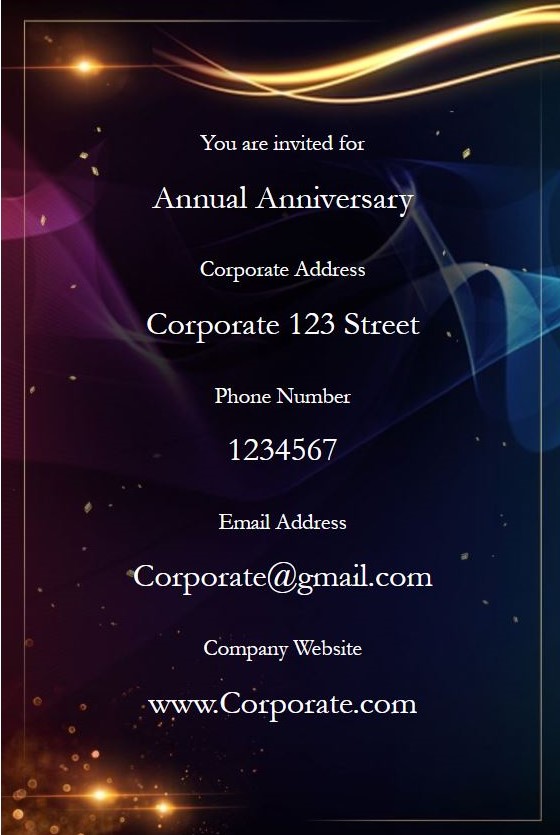 You are invited for
Annual Anniversary
Corporate Address
Corporate 123 Street
Phone Number
1234567
Email Address
Corporate@gmail.com
Company Website
www.Corporate.com